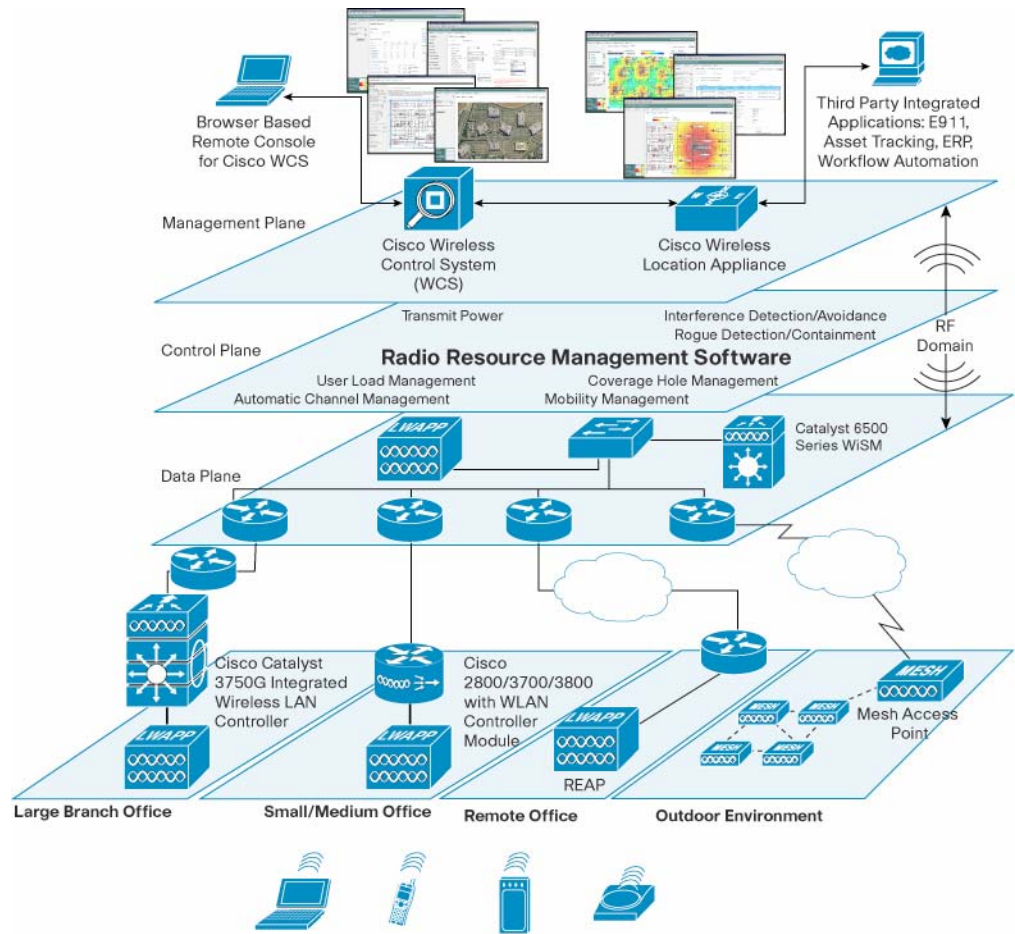 Browser Based
Remote Console
for Cisco WCS
Third Party Integrated
Applications: E911,
Asset Tracking, ERP,
Workflow Automation
Management Plane
Cisco Wireless
Control System
(WCS)
Cisco Wireless
Location Appliance
Transmit Power
Interference Detection/Avoidance
Rogue Detection/Containment
RF
Domain
Control Plane
Radio Resource Management Software
User Load Management
Coverage Hole Management
Automatic Channel Management
Mobility Management
LWAPP
Catalyst 6500
Series WiSM
Data Plane
Cisco Catalyst
3750G Integrated
Wireless LAN
Controller
Cisco
2800/3700/3800
with WLAN
Controller
Module
MESH
Mesh Access
Point
MESH
MESH
MESH
MESH
LWAPP
LWAPP
LWAPP
REAP
Large Branch Office
Small/Medium Office
Remote Office
Outdoor Environment